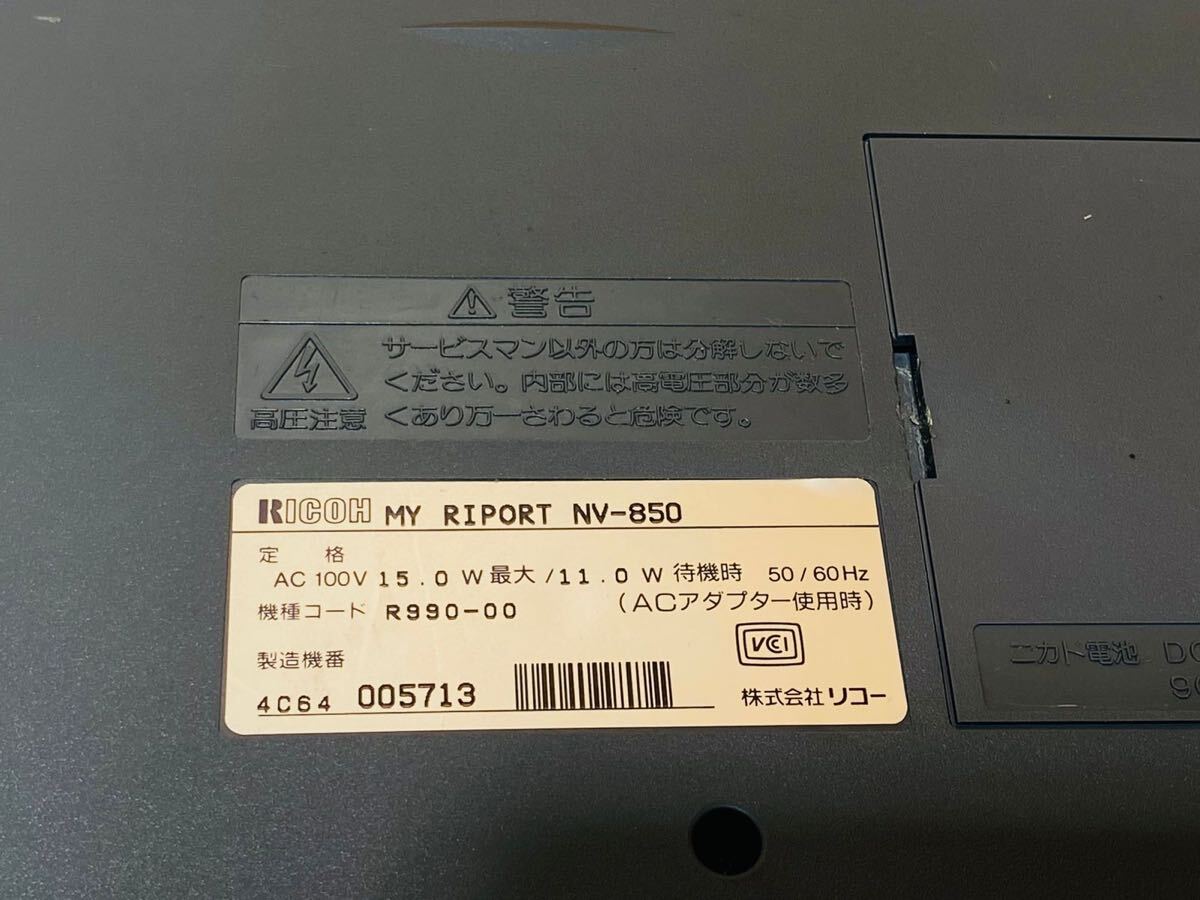 警告
サービスマン以外の方は分解しないで
ください。内部には高電圧部分が数多
くあり万一さわると危険です。
高圧注意
RICOH MY RIPORT NV-850
定 格
AC 100V 15.0 W 最大 /11.0 W 待機時 50/60Hz
(ACアダプター使用時)
機種コード R990-00
VCCI
製造機番
4C64 005713
株式会社 リコー
ニカド電池 DC